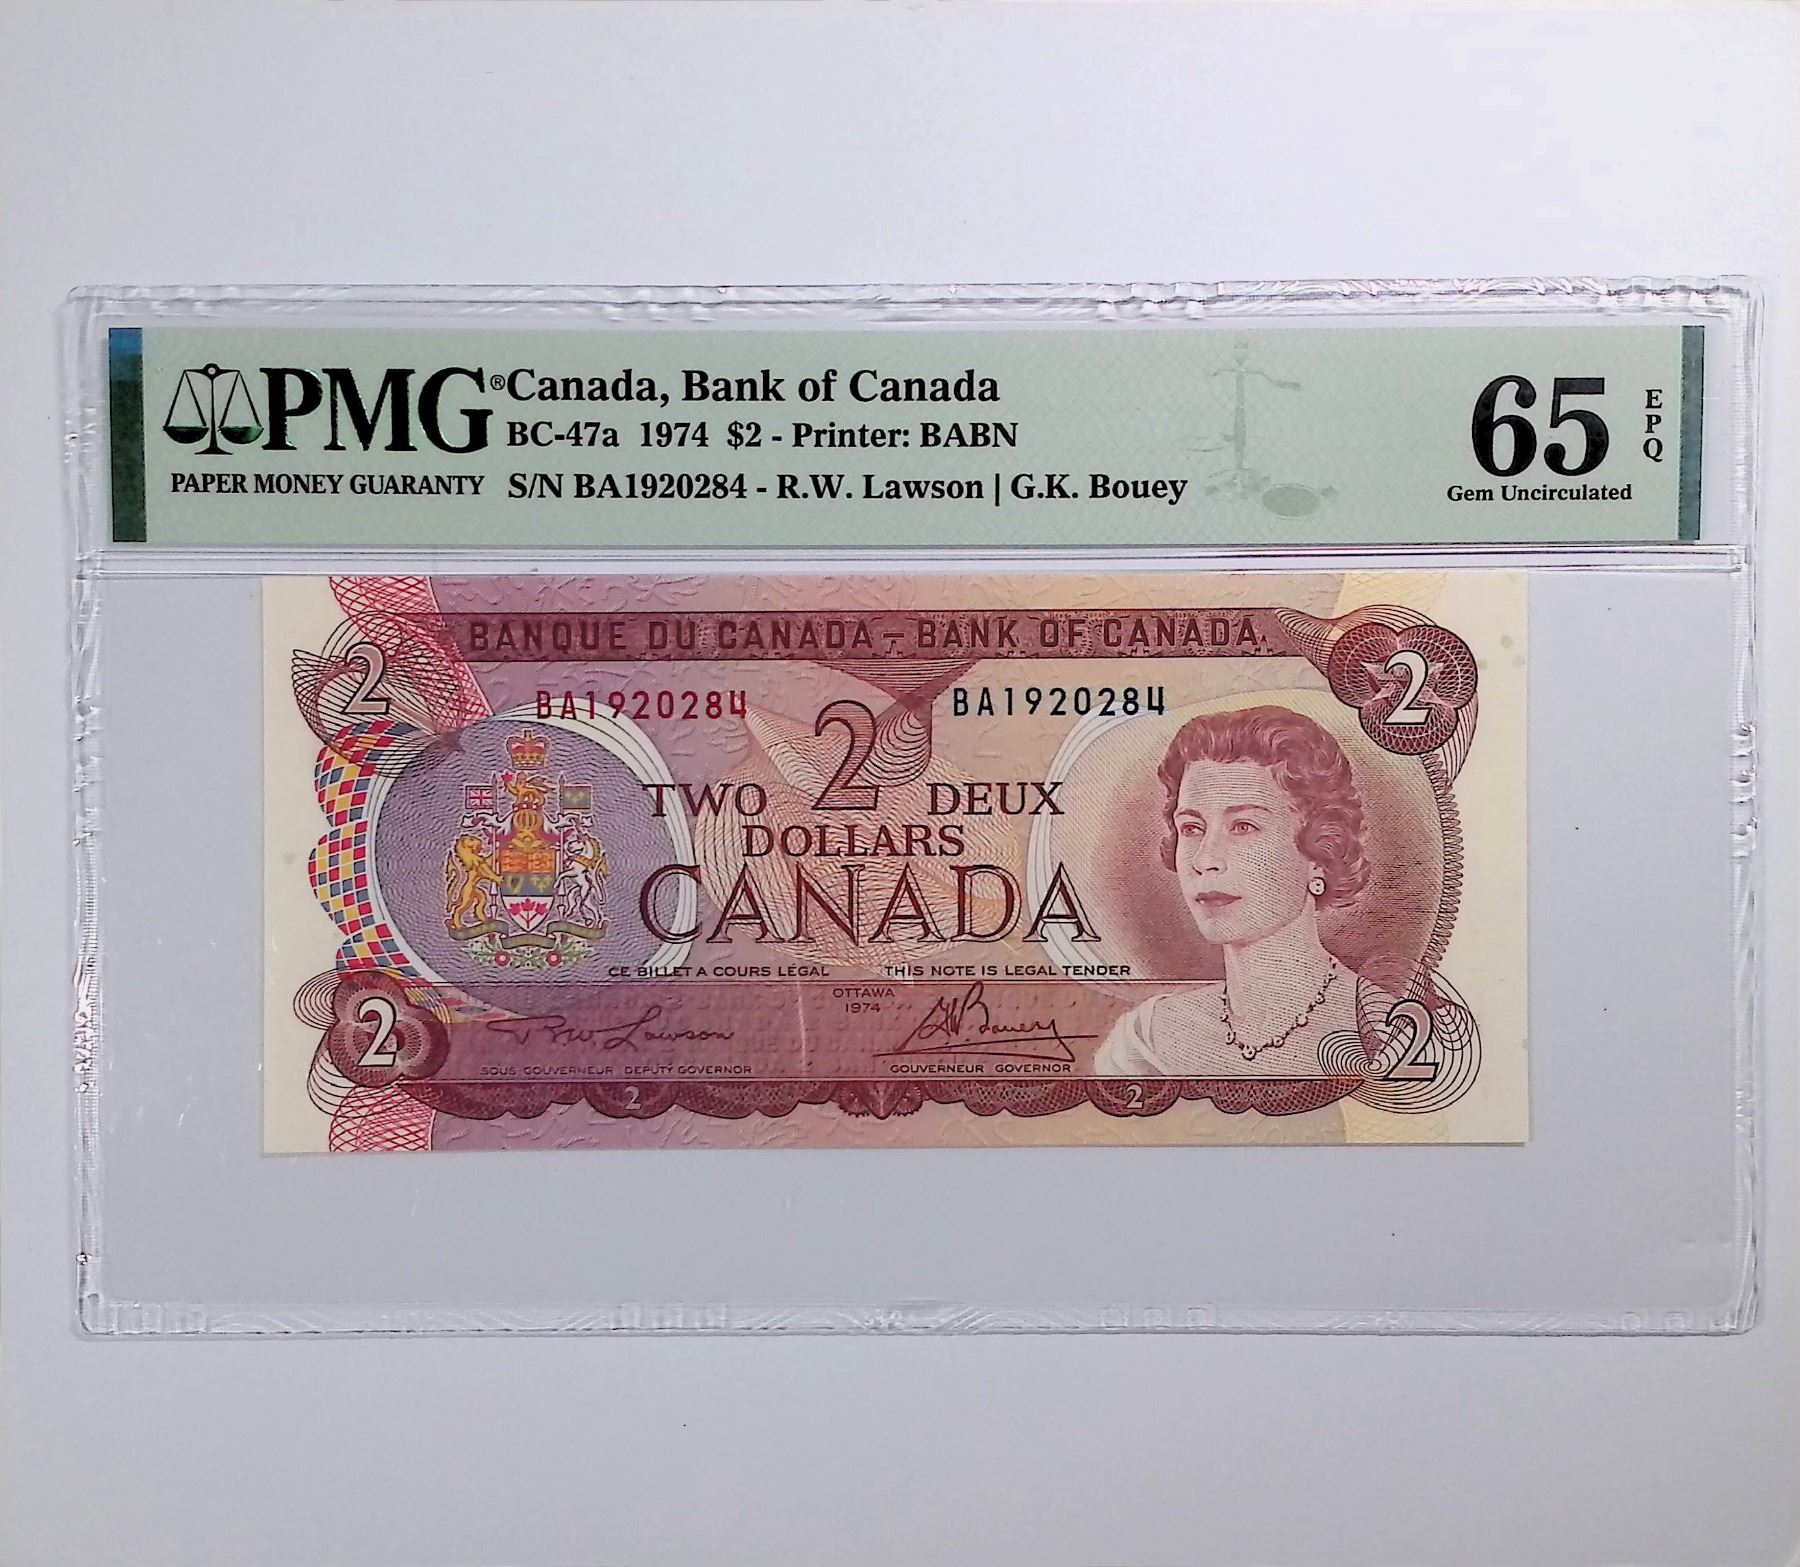 PMG® Canada, Bank of Canada
BC-47a 1974 $2 - Printer: BABN
PAPER MONEY GUARANTY S/N BA1920284 - R.W. Lawson | G.K. Bouey
65 EPQ
Gem Uncirculated
BANQUE DU CANADA – BANK OF CANADA
2 2
BA1920284 BA1920284
2
TWO DEUX
DOLLARS
CANADA
CE BILLET A COURS LÉGAL THIS NOTE IS LEGAL TENDER
OTTAWA
1974
2 R.W. Lawson G.K. Bouey 2
SOUS-GOUVERNEUR DEPUTY GOVERNOR GOUVERNEUR GOVERNOR
2 2